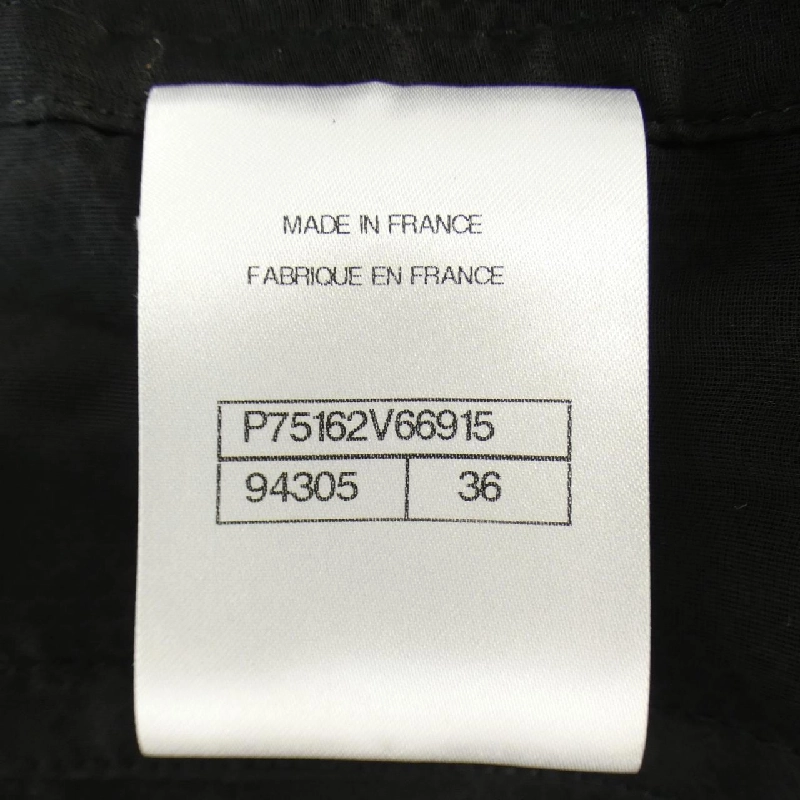 MADE IN FRANCE
FABRIQUE EN FRANCE
P75162V66915
94305 36